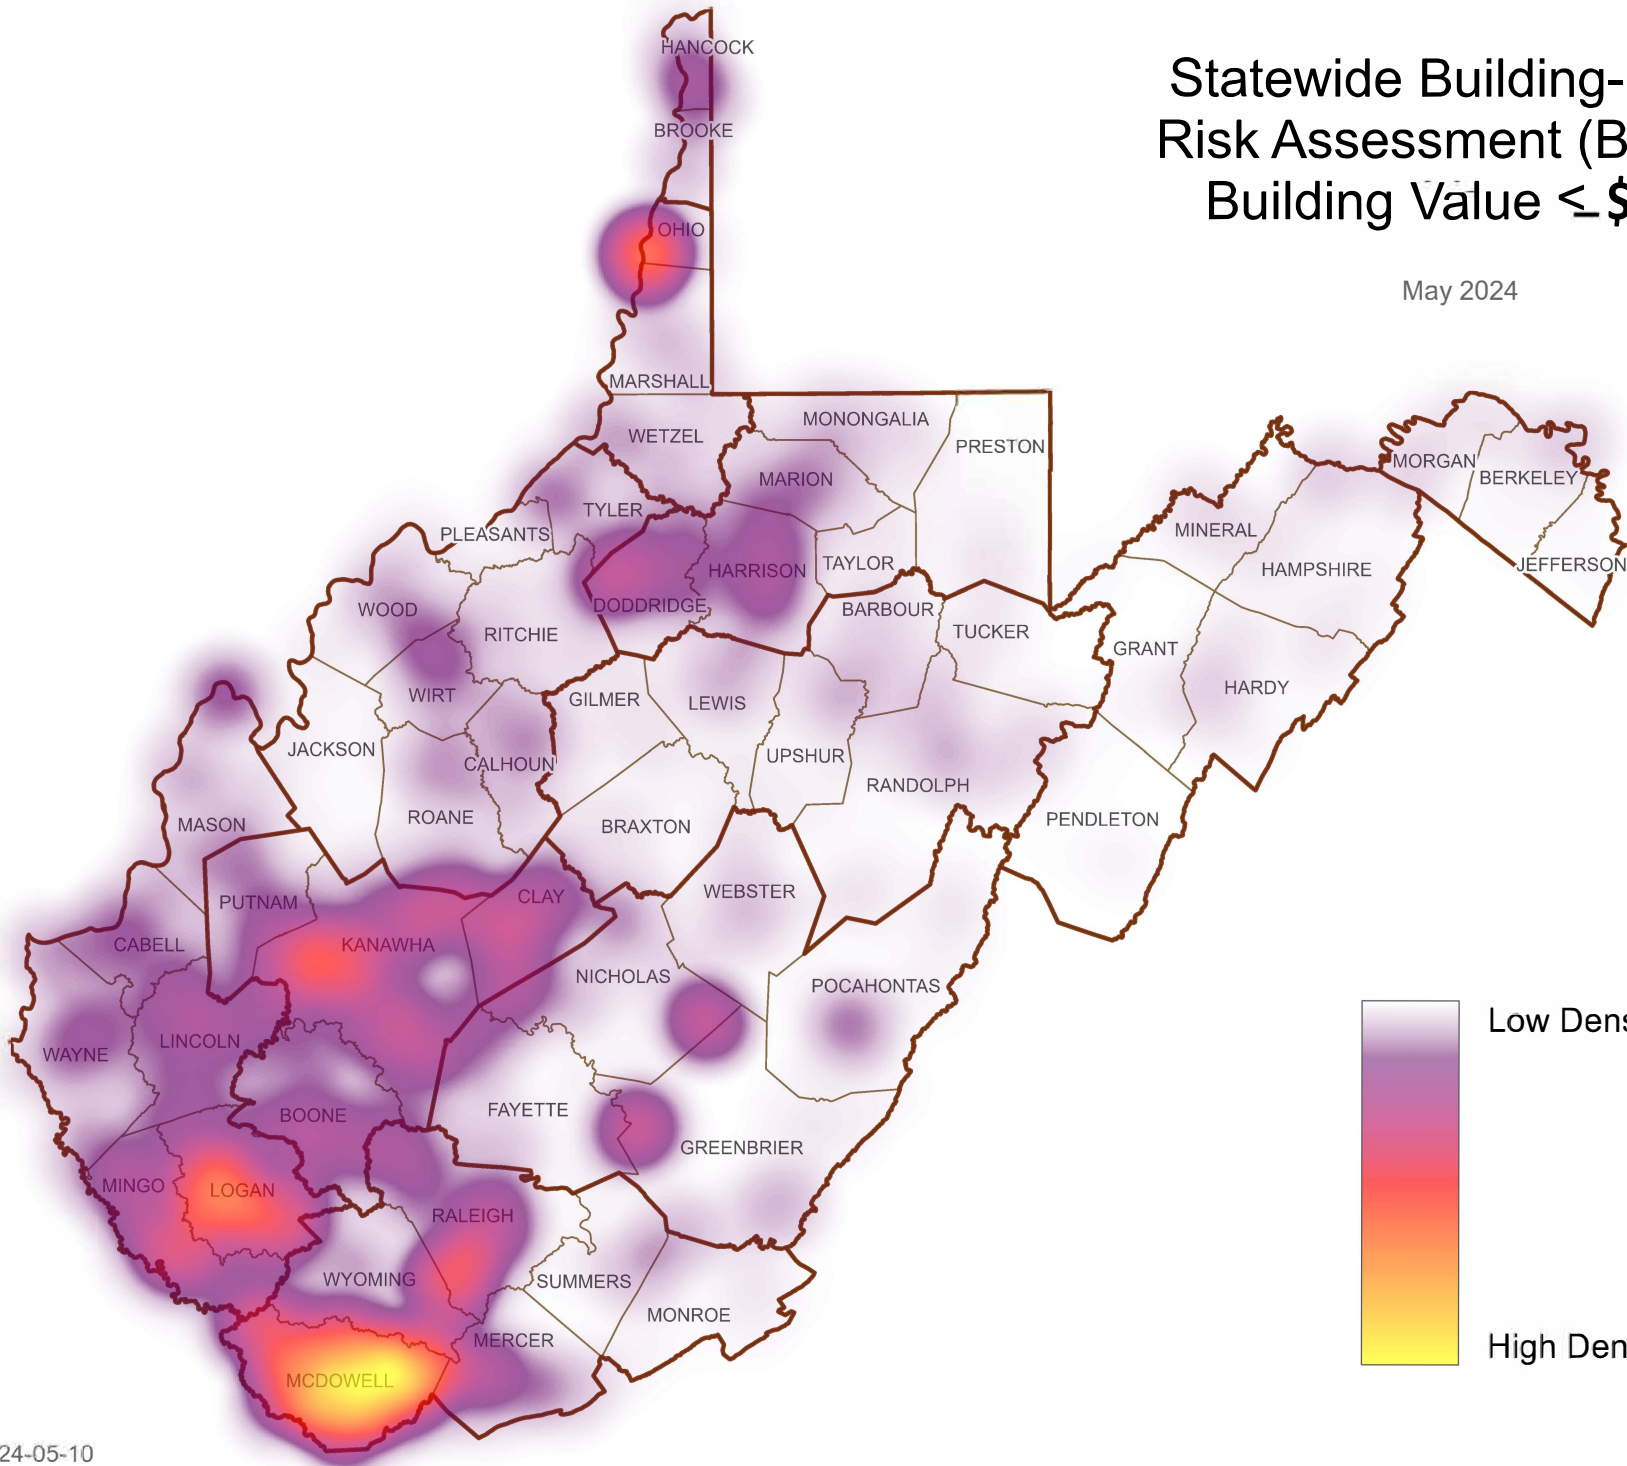 Statewide Building-
Risk Assessment (B
Building Value ≤ $
May 2024
HANCOCK
BROOKE
OHIO
MARSHALL
WETZEL
MONONGALIA
PRESTON
MARION
TYLER
PLEASANTS
HARRISON
TAYLOR
DODDRIDGE
BARBOUR
TUCKER
WOOD
RITCHIE
WIRT
GILMER
LEWIS
JACKSON
CALHOUN
UPSHUR
RANDOLPH
ROANE
BRAXTON
MASON
MORGAN
BERKELEY
JEFFERSON
MINERAL
HAMPSHIRE
GRANT
HARDY
PENDLETON
PUTNAM
CLAY
WEBSTER
CABELL
KANAWHA
NICHOLAS
POCAHONTAS
WAYNE
LINCOLN
BOONE
FAYETTE
GREENBRIER
MINGO
LOGAN
RALEIGH
WYOMING
SUMMERS
MONROE
MERCER
MCDOWELL
Low Dens
High Den
24-05-10